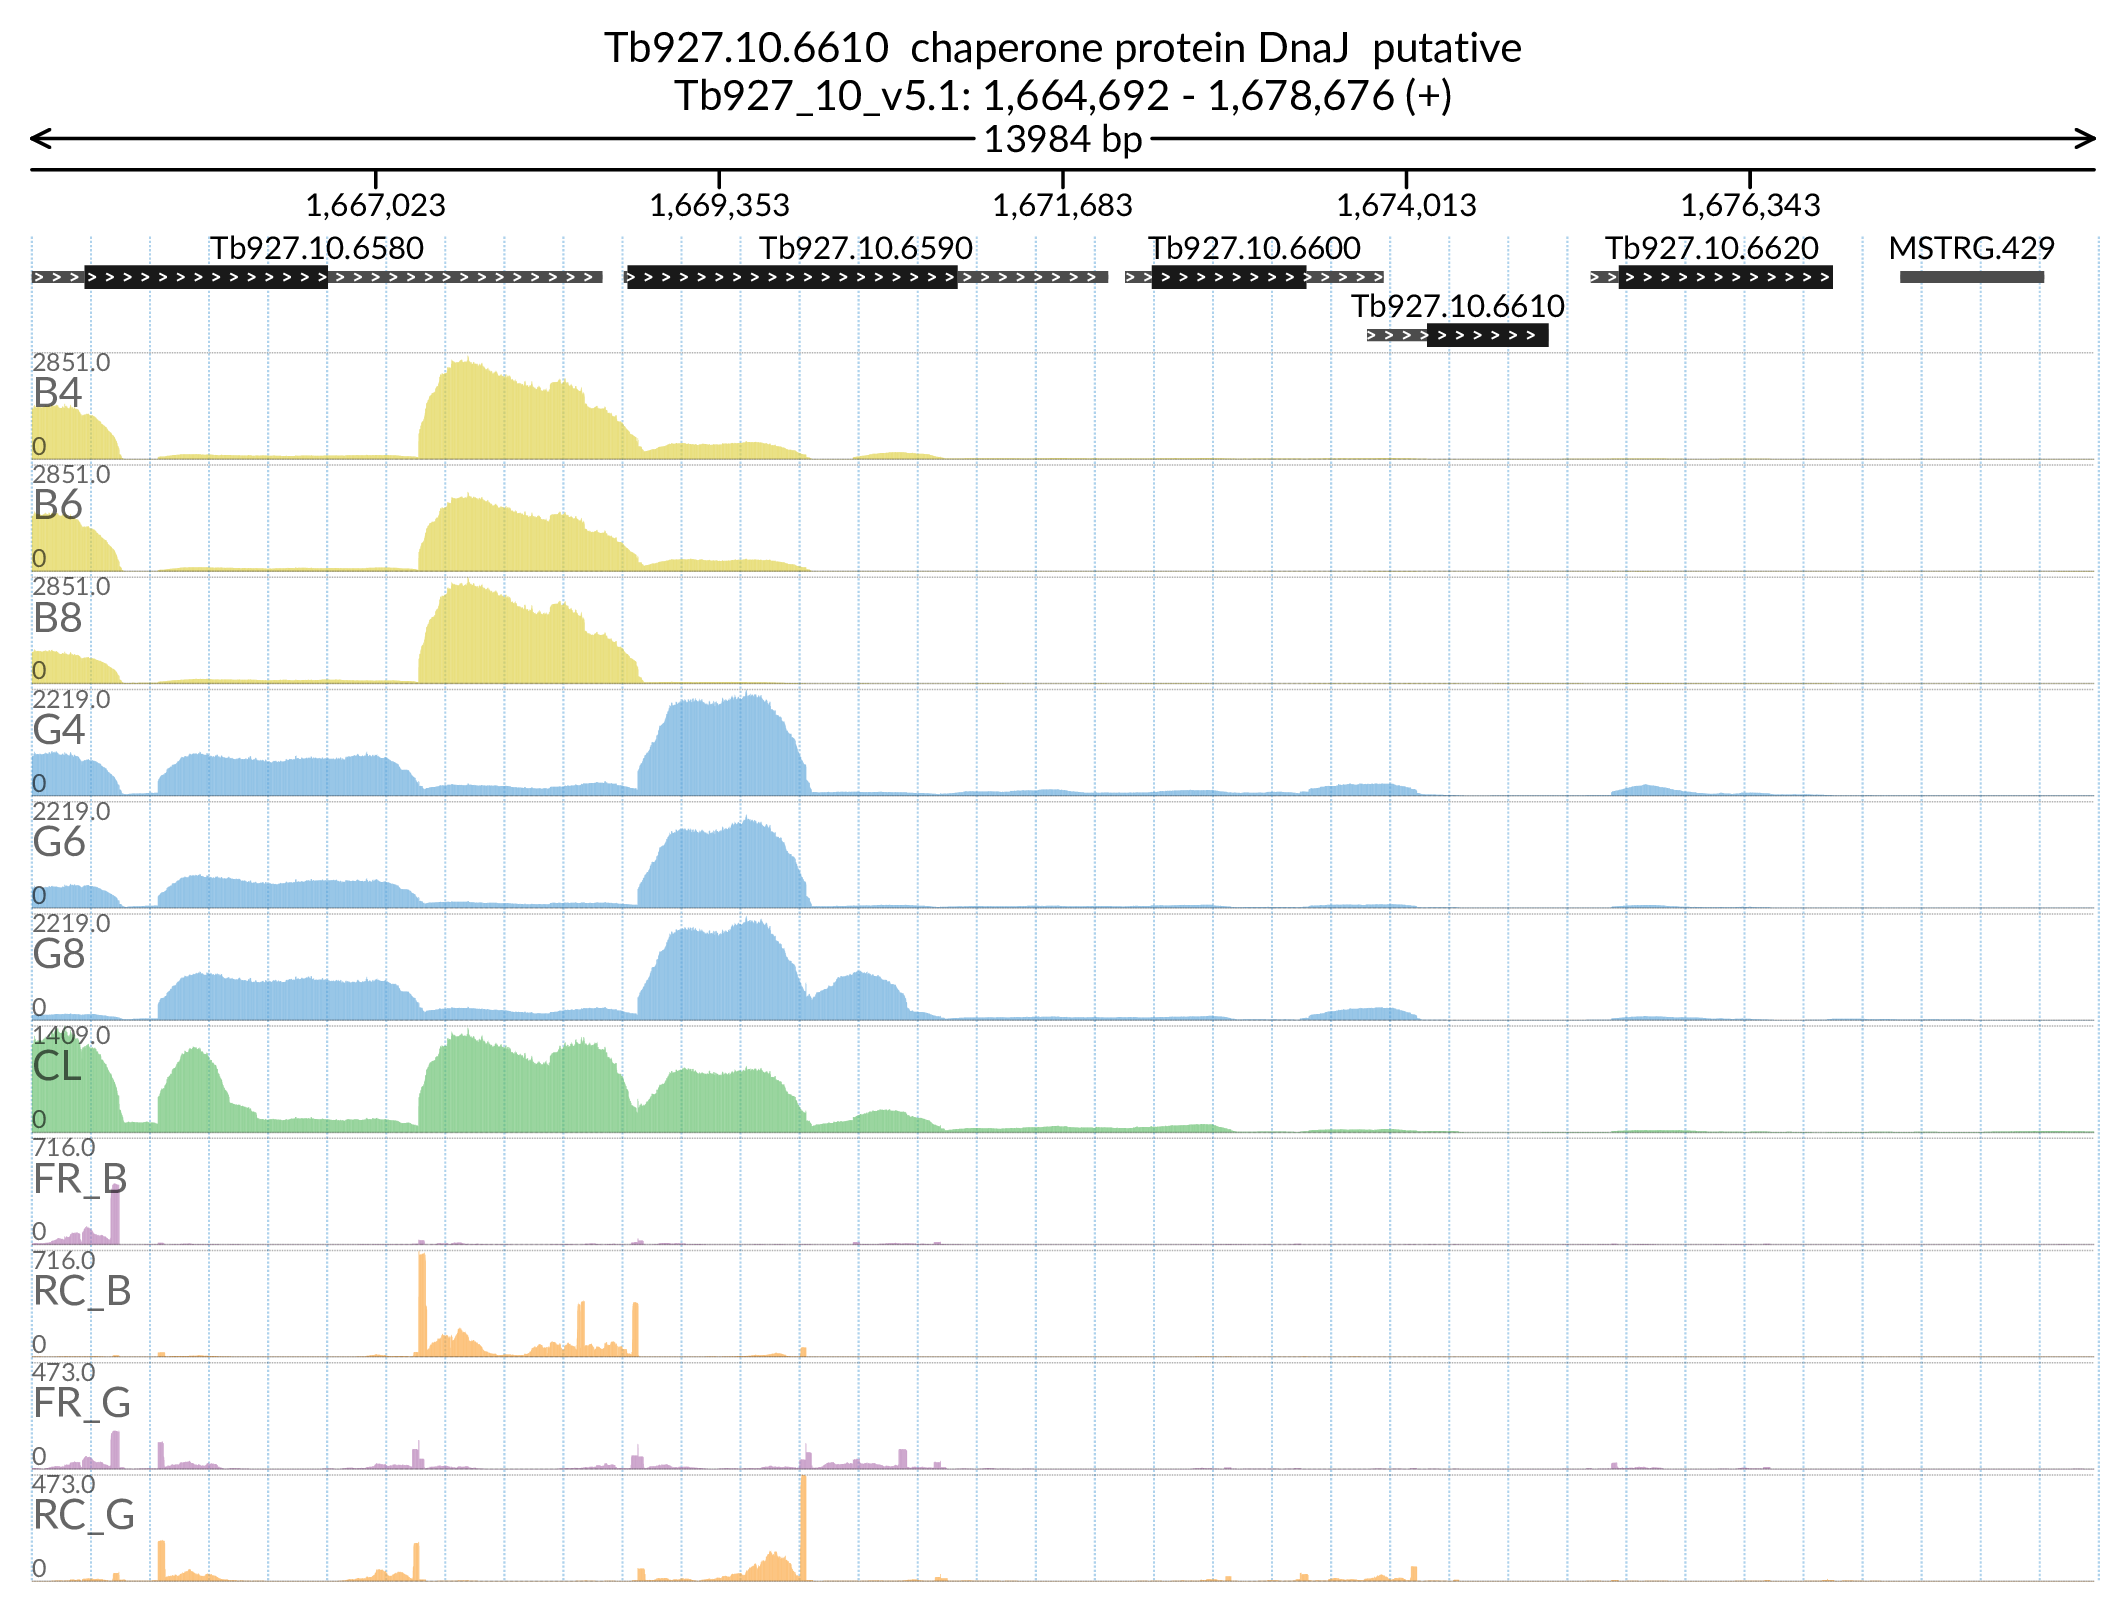 Tb927.10.6610  chaperone protein DnaJ  putative
Tb927_10_v5.1: 1,664,692 - 1,678,676 (+)
13984 bp
1,667,023 1,669,353 1,671,683 1,674,013 1,676,343
Tb927.10.6580 Tb927.10.6590 Tb927.10.6600 Tb927.10.6620 MSTRG.429
Tb927.10.6610
2851.0
B4
0
2851.0
B6
0
2851.0
B8
0
2219.0
G4
0
2219.0
G6
0
2219.0
G8
0
1409.0
CL
0
716.0
FR_B
0
716.0
RC_B
0
473.0
FR_G
0
473.0
RC_G
0